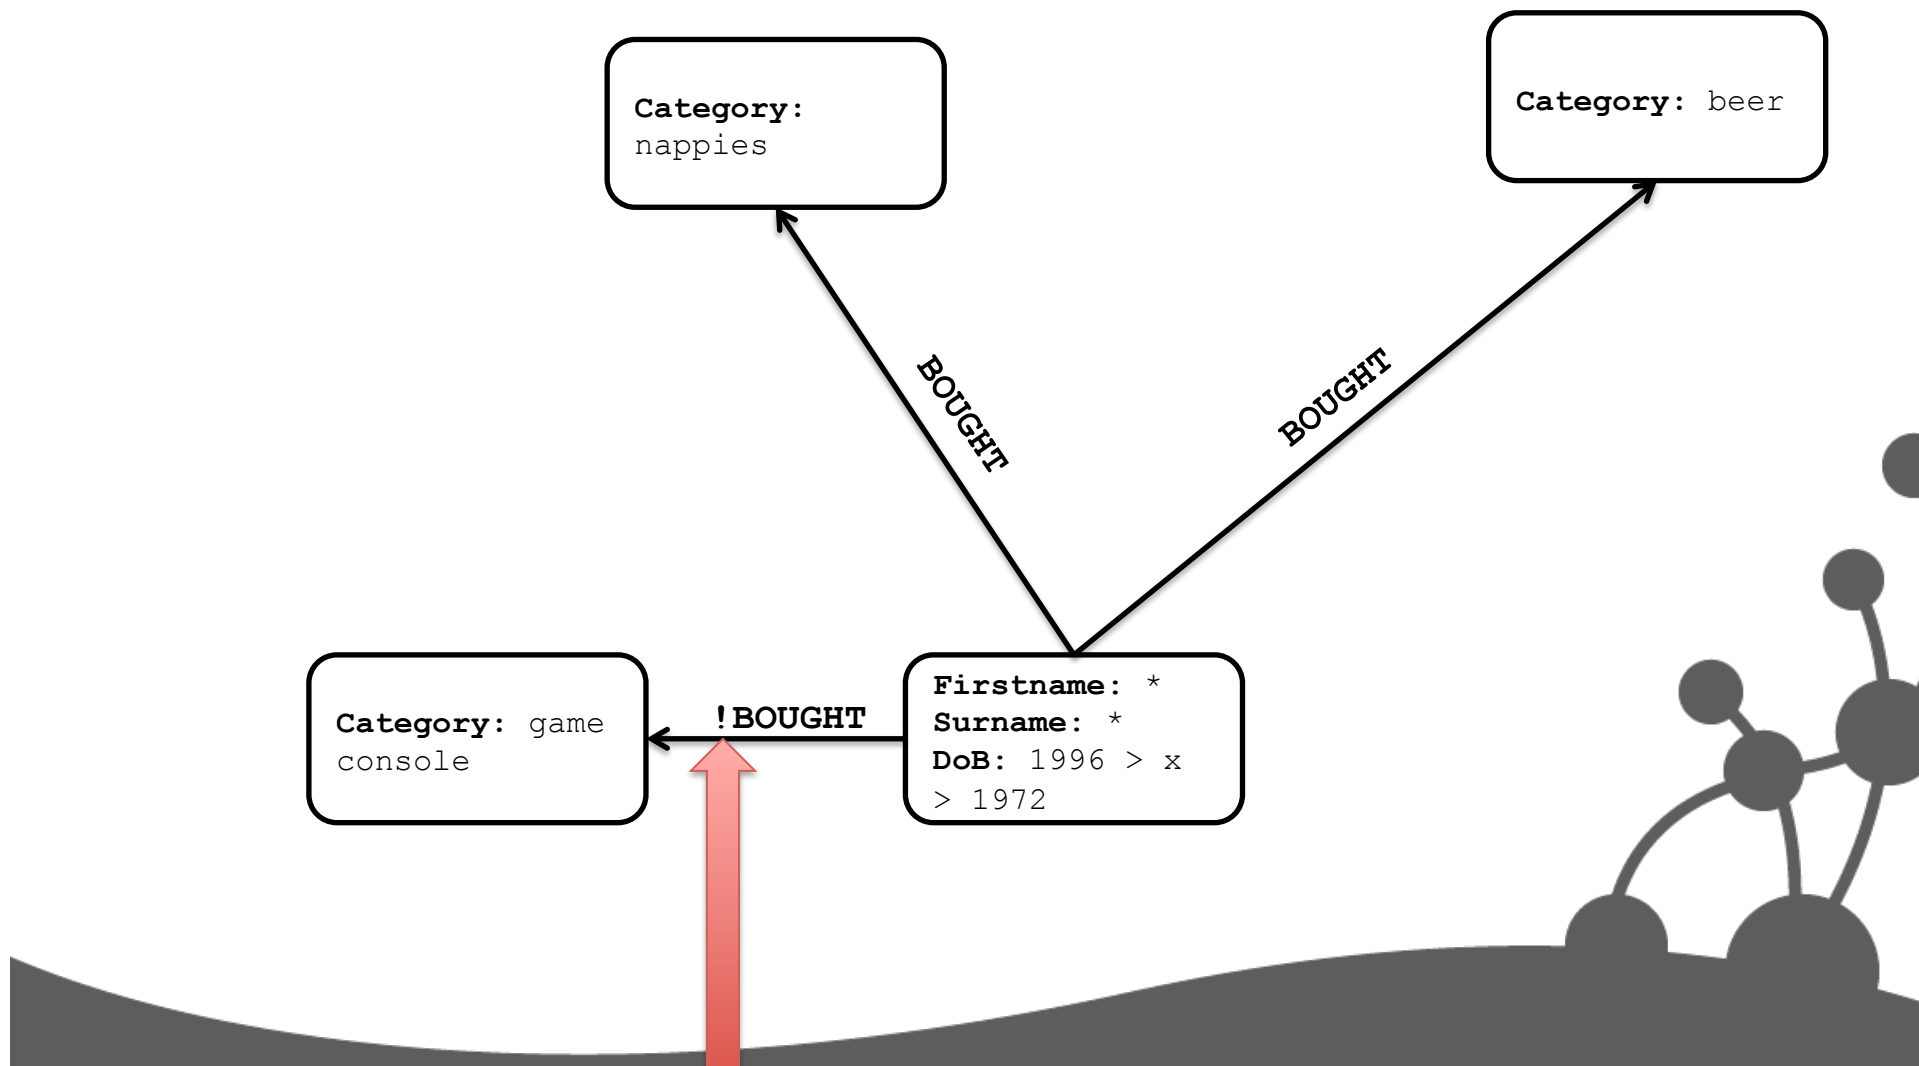 Category:
nappies
Category: beer
BOUGHT
BOUGHT
Category: game
console
!BOUGHT
Firstname: *
Surname: *
DoB: 1996 > x
> 1972